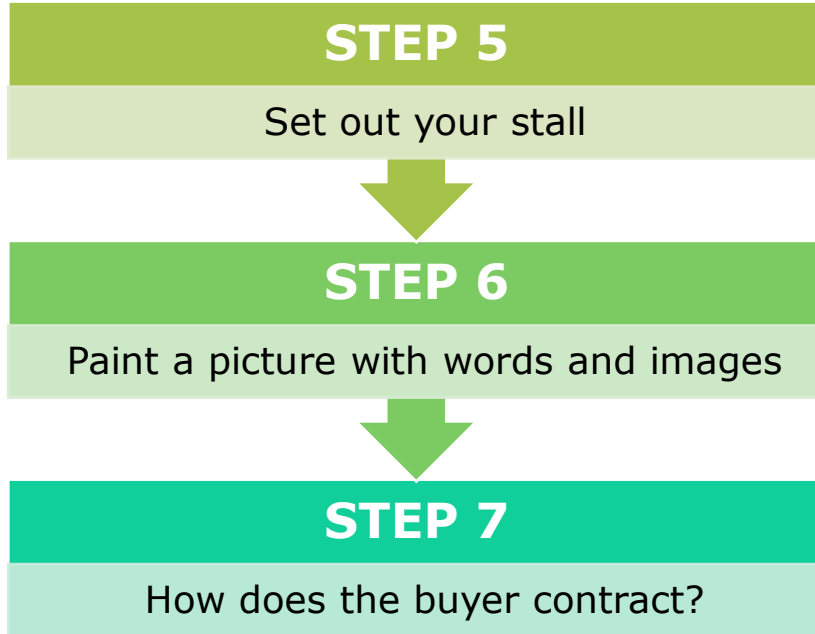 STEP 5
Set out your stall
STEP 6
Paint a picture with words and images
STEP 7
How does the buyer contract?